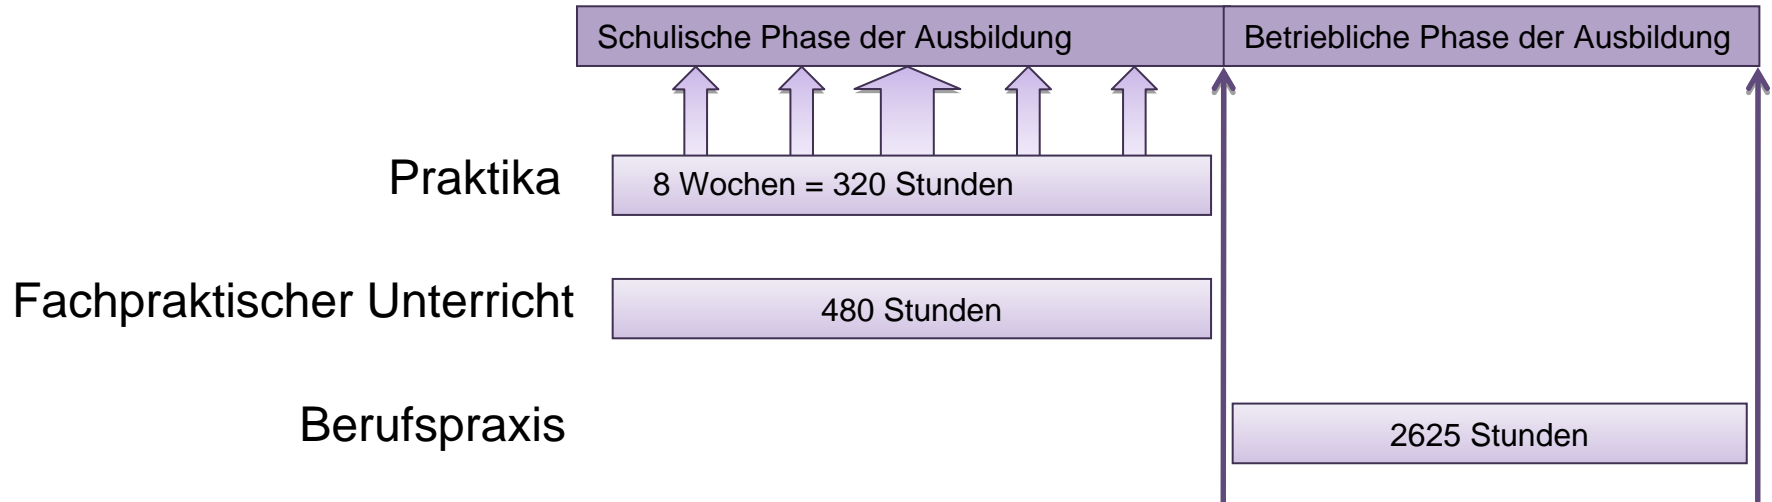 Schulische Phase der Ausbildung
Betriebliche Phase der Ausbildung
Praktika
8 Wochen = 320 Stunden
Fachpraktischer Unterricht
480 Stunden
Berufspraxis
2625 Stunden